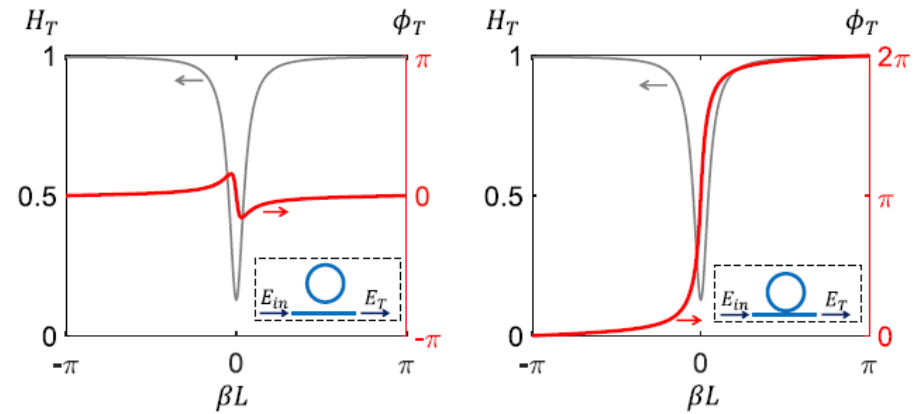 H_T ϕ_T
1 π
0.5 0
0 -π
-π 0 π
βL
E_in E_T
H_T ϕ_T
1 2π
0.5 π
0 0
-π 0 π
βL
E_in E_T